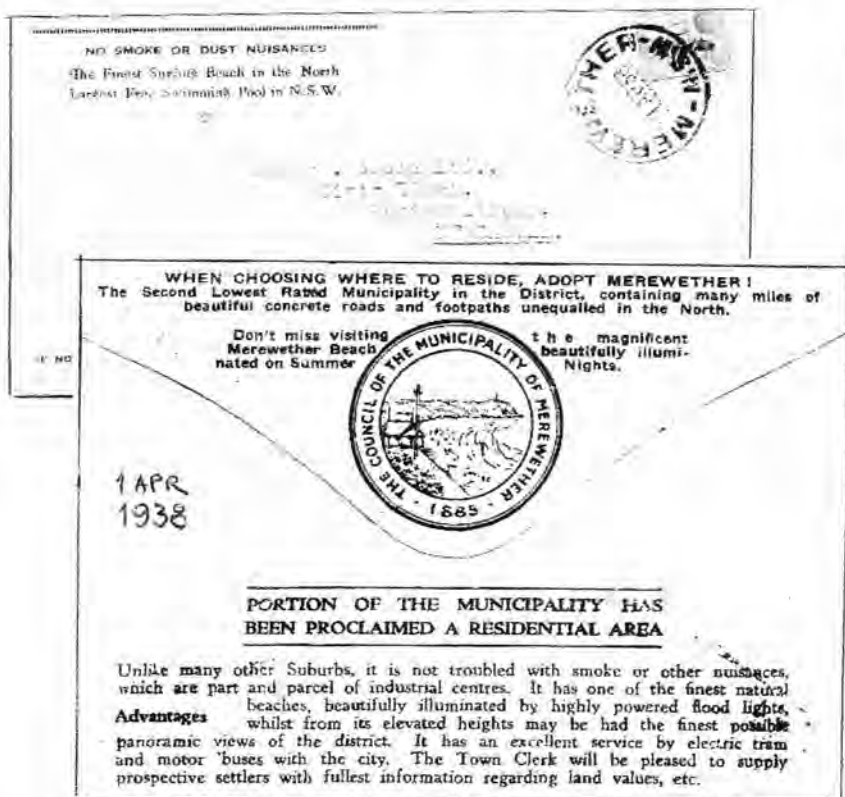 NO SMOKE OR DUST NUISANCES
The Finest Surfing Beach in the North
Largest Free Swimming Pool in N.S.W.
MEREWETHER-N.S.W-
WHEN CHOOSING WHERE TO RESIDE, ADOPT MEREWETHER!
The Second Lowest Rated Municipality in the District, containing many miles of
beautiful concrete roads and footpaths unequalled in the North.
Don't miss visiting the magnificent
Merewether Beach beautifully illumi-
nated on Summer Nights.
IF NO
THE COUNCIL OF THE MUNICIPALITY OF MEREWETHER
· 1885 ·
1 APR
1938
PORTION OF THE MUNICIPALITY HAS
BEEN PROCLAIMED A RESIDENTIAL AREA
Unlike many other Suburbs, it is not troubled with smoke or other nuisances,
which are part and parcel of industrial centres. It has one of the finest natural
beaches, beautifully illuminated by highly powered flood lights,
Advantages whilst from its elevated heights may be had the finest possible
panoramic views of the district. It has an excellent service by electric tram
and motor 'buses with the city. The Town Clerk will be pleased to supply
prospective settlers with fullest information regarding land values, etc.